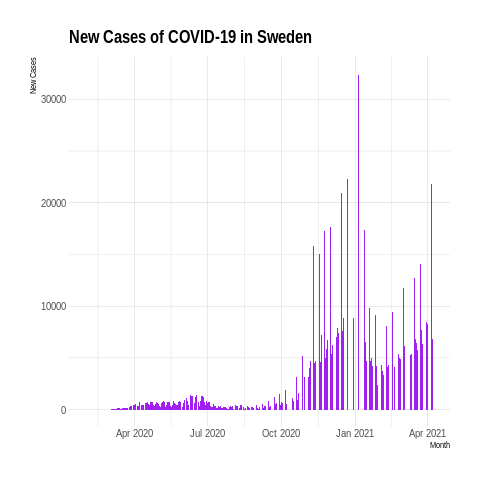 New Cases of COVID-19 in Sweden
New Cases
30000
20000
10000
0
Apr 2020 Jul 2020 Oct 2020 Jan 2021 Apr 2021
Month